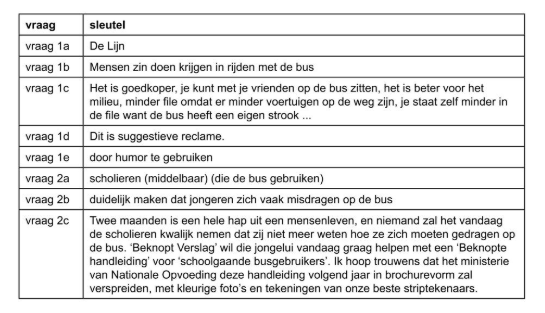 vraag sleutel
vraag 1a De Lijn
vraag 1b Mensen zin doen krijgen in rijden met de bus
vraag 1c Het is goedkoper, je kunt met je vrienden op de bus zitten, het is beter voor het
milieu, minder file omdat er minder voertuigen op de weg zijn, je staat zelf minder in
de file want de bus heeft een eigen strook ...
vraag 1d Dit is suggestieve reclame.
vraag 1e door humor te gebruiken
vraag 2a scholieren (middelbaar) (die de bus gebruiken)
vraag 2b duidelijk maken dat jongeren zich vaak misdragen op de bus
vraag 2c Twee maanden is een hele hap uit een mensenleven, en niemand zal het vandaag
de scholieren kwalijk nemen dat zij niet meer weten hoe ze zich moeten gedragen op
de bus. ‘Beknopt Verslag’ wil die jongelui vandaag graag helpen met een ‘Beknopte
handleiding’ voor ‘schoolgaande busgebruikers’. Ik hoop trouwens dat het ministerie
van Nationale Opvoeding deze handleiding volgend jaar in brochurevorm zal
verspreiden, met kleurige foto’s en tekeningen van onze beste striptekenaars.